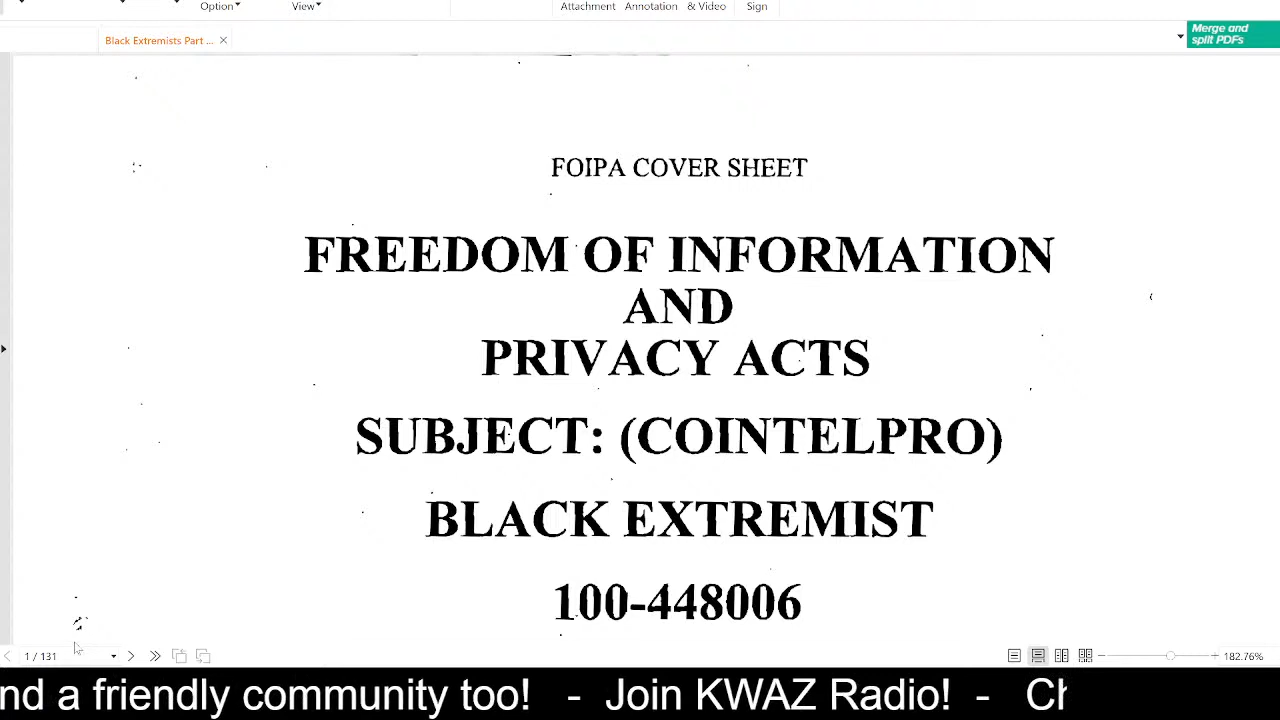 Option View Attachment Annotation & Video Sign
Black Extremists Part ...
Merge and
split PDFs
FOIPA COVER SHEET
FREEDOM OF INFORMATION
AND
PRIVACY ACTS
SUBJECT: (COINTELPRO)
BLACK EXTREMIST
100-448006
1 / 131 182.76%
nd a friendly community too! - Join KWAZ Radio! - Ch